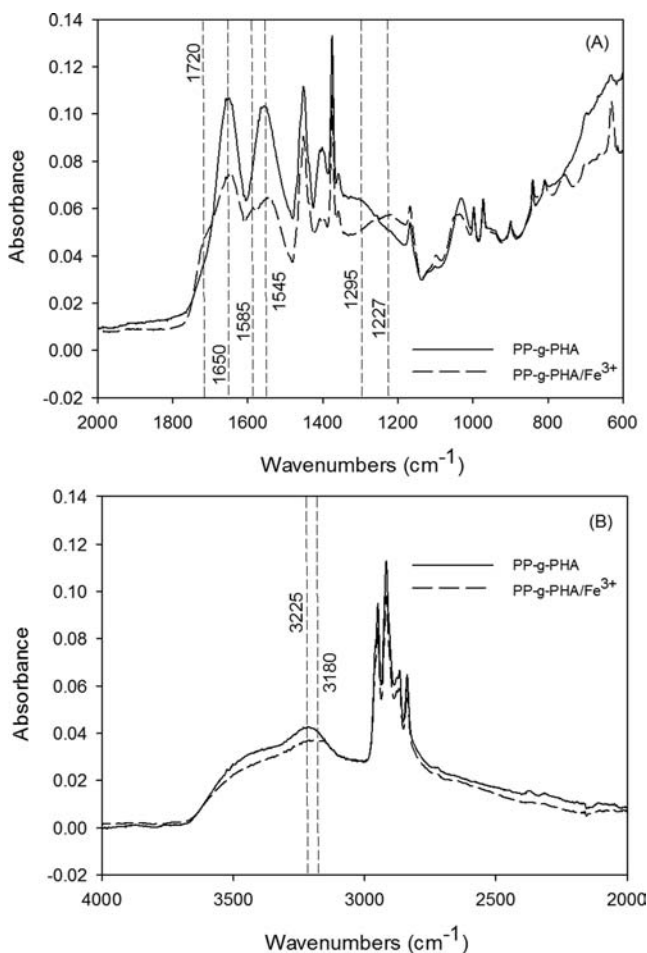 0.14
(A)
0.12
1720
0.10
0.08
0.06
0.04
0.02
1650
1585
1545
1295
1227
0.00
PP-g-PHA
PP-g-PHA/Fe³⁺
-0.02
2000 1800 1600 1400 1200 1000 800 600
Absorbance
Wavenumbers (cm⁻¹)
0.14
(B)
0.12
PP-g-PHA
PP-g-PHA/Fe³⁺
0.10
3225
0.08
3180
0.06
0.04
0.02
0.00
-0.02
4000 3500 3000 2500 2000
Absorbance
Wavenumbers (cm⁻¹)